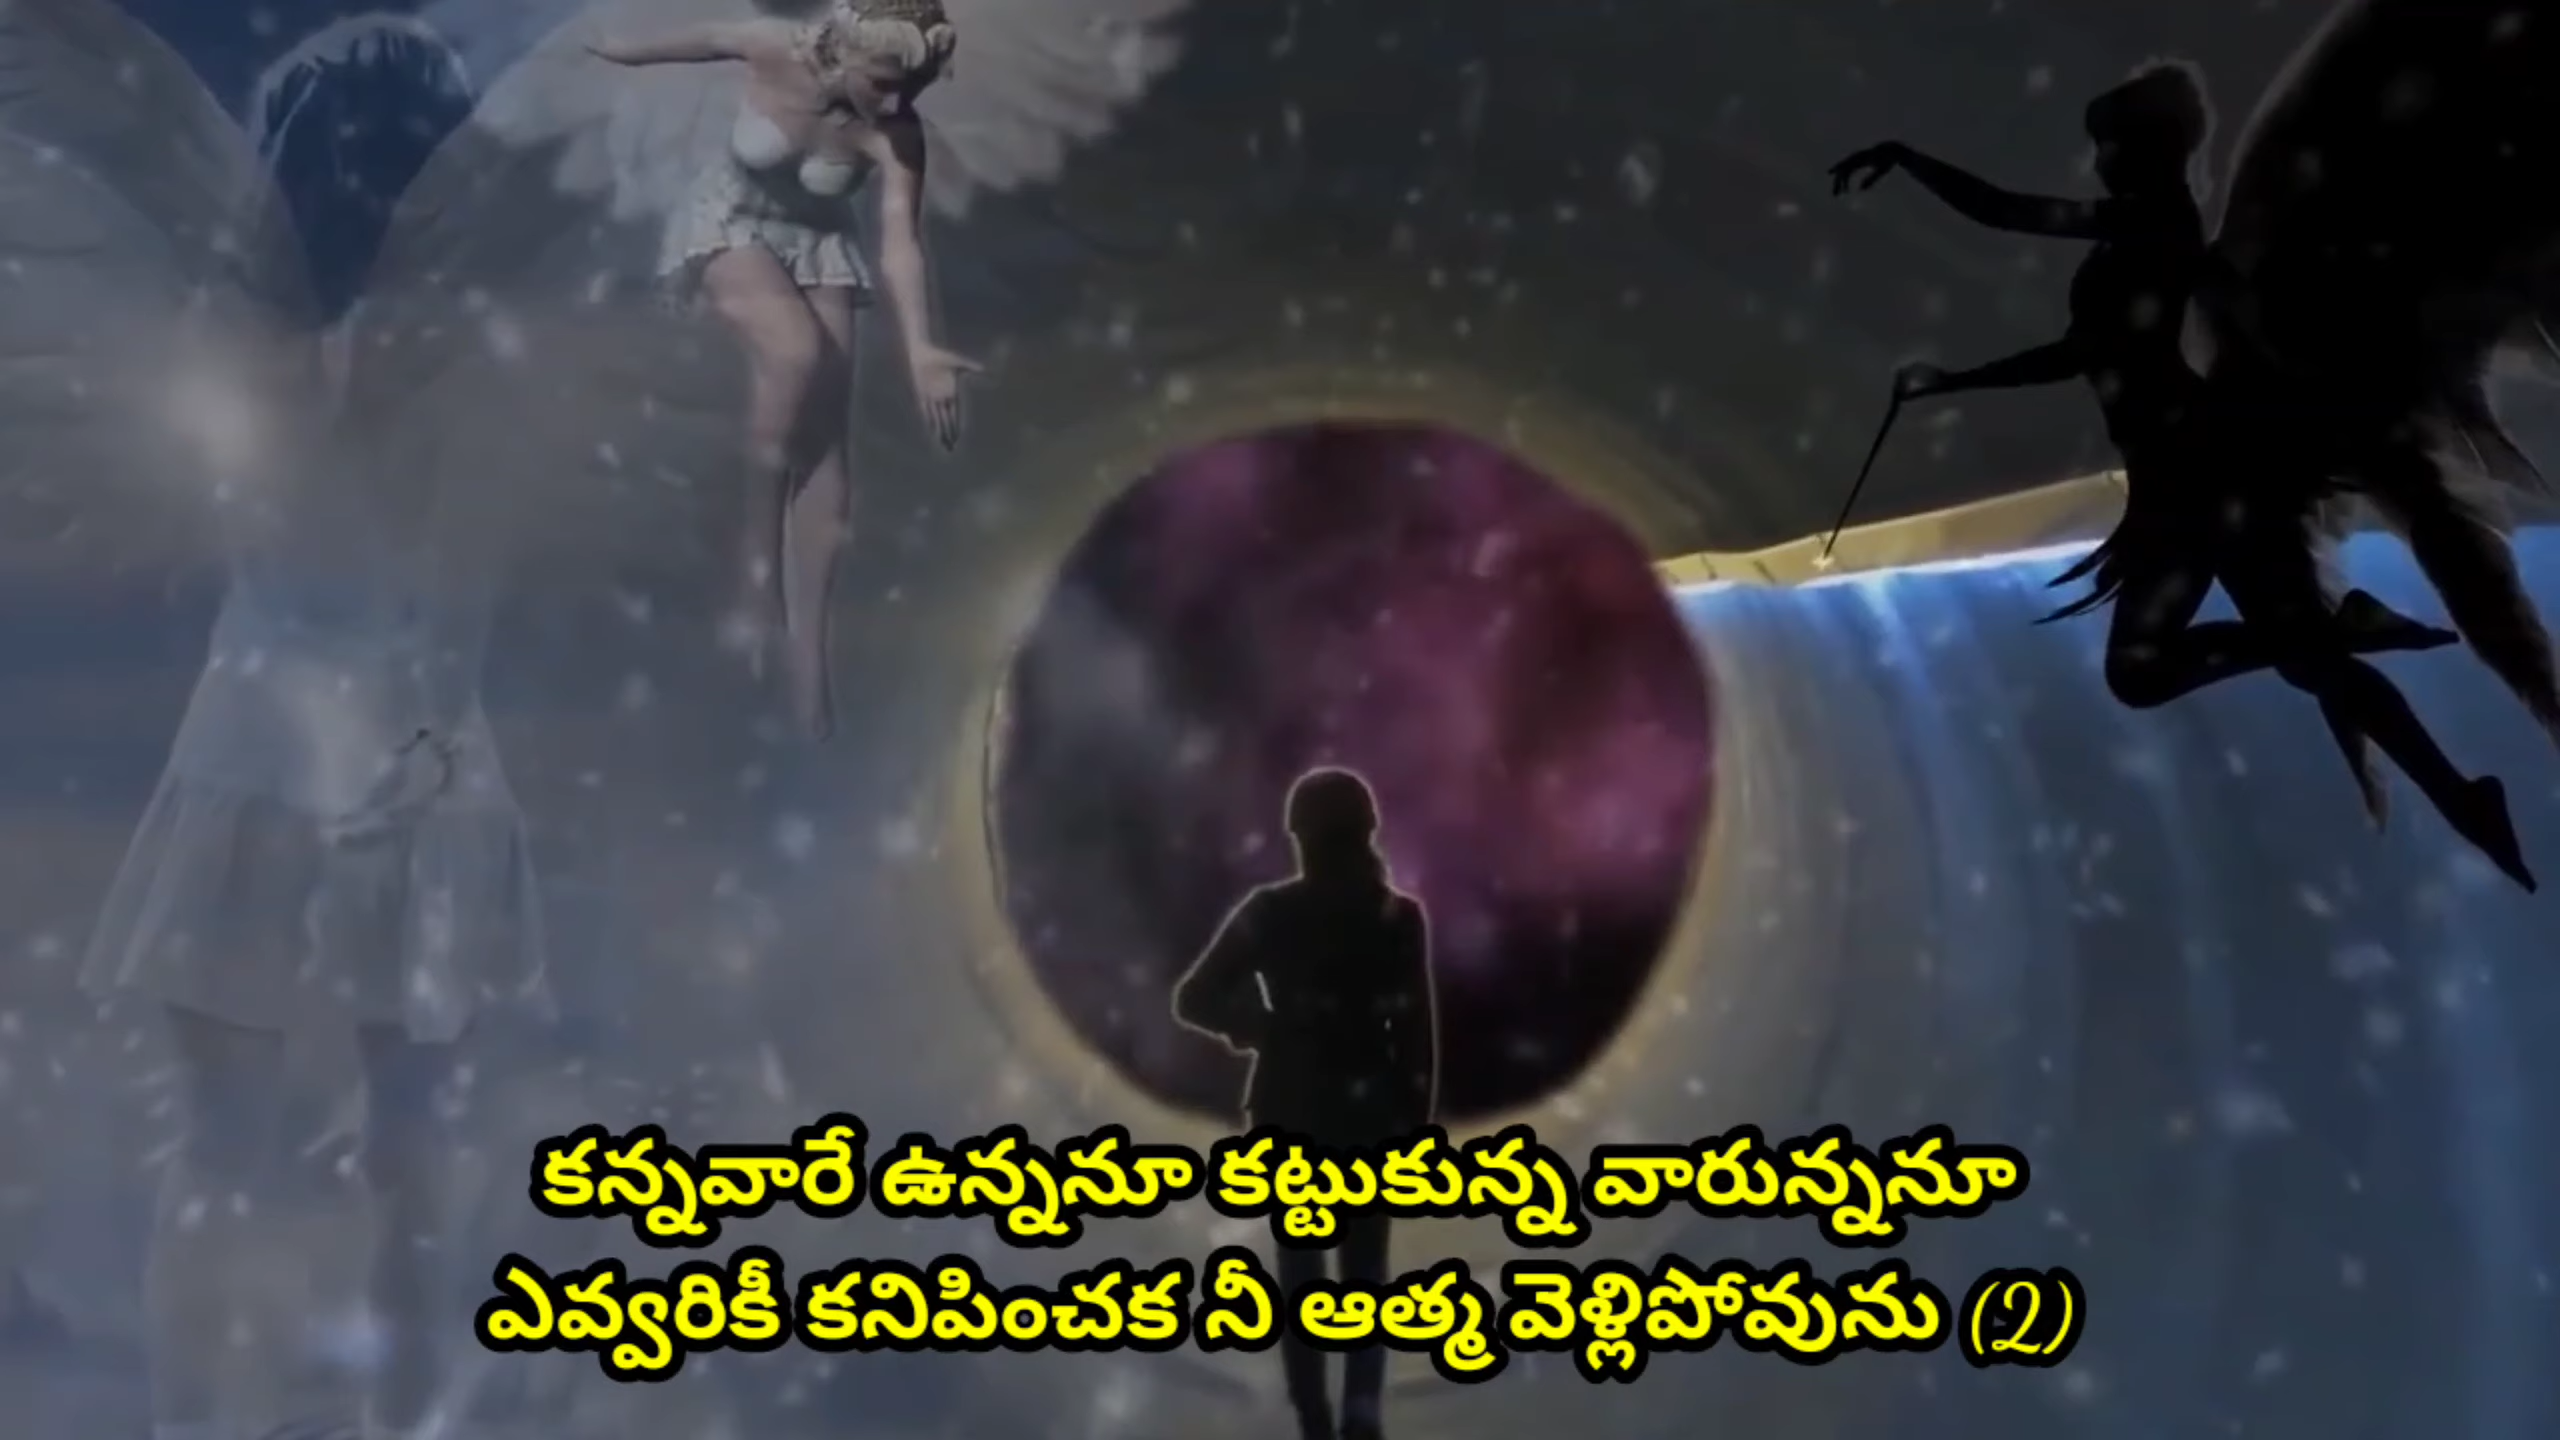 కన్నవారే ఉన్ననూ కట్టుకున్న వారున్ననూ
ఎవ్వరికీ కనిపించక నీ ఆత్మ వెళ్లిపోవును (2)